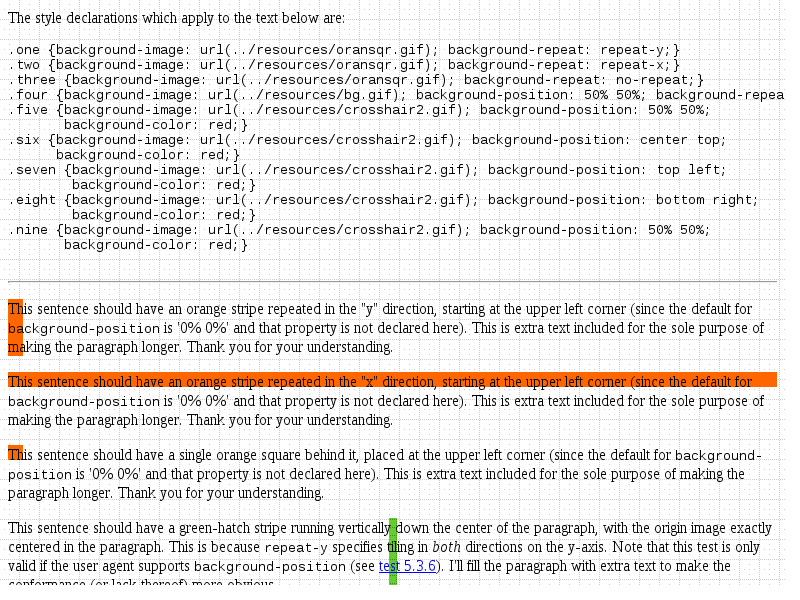 The style declarations which apply to the text below are:
.one {background-image: url(../resources/oransqr.gif); background-repeat: repeat-y;}
.two {background-image: url(../resources/oransqr.gif); background-repeat: repeat-x;}
.three {background-image: url(../resources/oransqr.gif); background-repeat: no-repeat;}
.four {background-image: url(../resources/bg.gif); background-position: 50% 50%; background-repea
.five {background-image: url(../resources/crosshair2.gif); background-position: 50% 50%;
background-color: red;}
.six {background-image: url(../resources/crosshair2.gif); background-position: center top;
background-color: red;}
.seven {background-image: url(../resources/crosshair2.gif); background-position: top left;
background-color: red;}
.eight {background-image: url(../resources/crosshair2.gif); background-position: bottom right;
background-color: red;}
.nine {background-image: url(../resources/crosshair2.gif); background-position: 50% 50%;
background-color: red;}
This sentence should have an orange stripe repeated in the "y" direction, starting at the upper left corner (since the default for
background-position is '0% 0%' and that property is not declared here). This is extra text included for the sole purpose of
making the paragraph longer. Thank you for your understanding.
This sentence should have an orange stripe repeated in the "x" direction, starting at the upper left corner (since the default for
background-position is '0% 0%' and that property is not declared here). This is extra text included for the sole purpose of
making the paragraph longer. Thank you for your understanding.
This sentence should have a single orange square behind it, placed at the upper left corner (since the default for background-
position is '0% 0%' and that property is not declared here). This is extra text included for the sole purpose of making the
paragraph longer. Thank you for your understanding.
This sentence should have a green-hatch stripe running vertically down the center of the paragraph, with the origin image exactly
centered in the paragraph. This is because repeat-y specifies tiling in both directions on the y-axis. Note that this test is only
valid if the user agent supports background-position (see test 5.3.6). I'll fill the paragraph with extra text to make the
conformance (or lack thereof) more obvious.